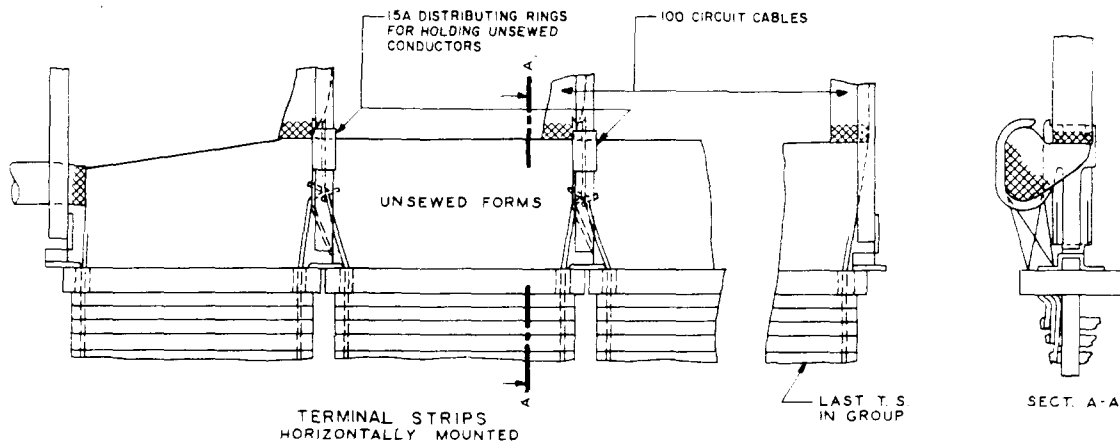 15A DISTRIBUTING RINGS
FOR HOLDING UNSEWED
CONDUCTORS
100 CIRCUIT CABLES
A
UNSEWED FORMS
A
LAST T. S.
IN GROUP
SECT. A-A
TERMINAL STRIPS
HORIZONTALLY MOUNTED